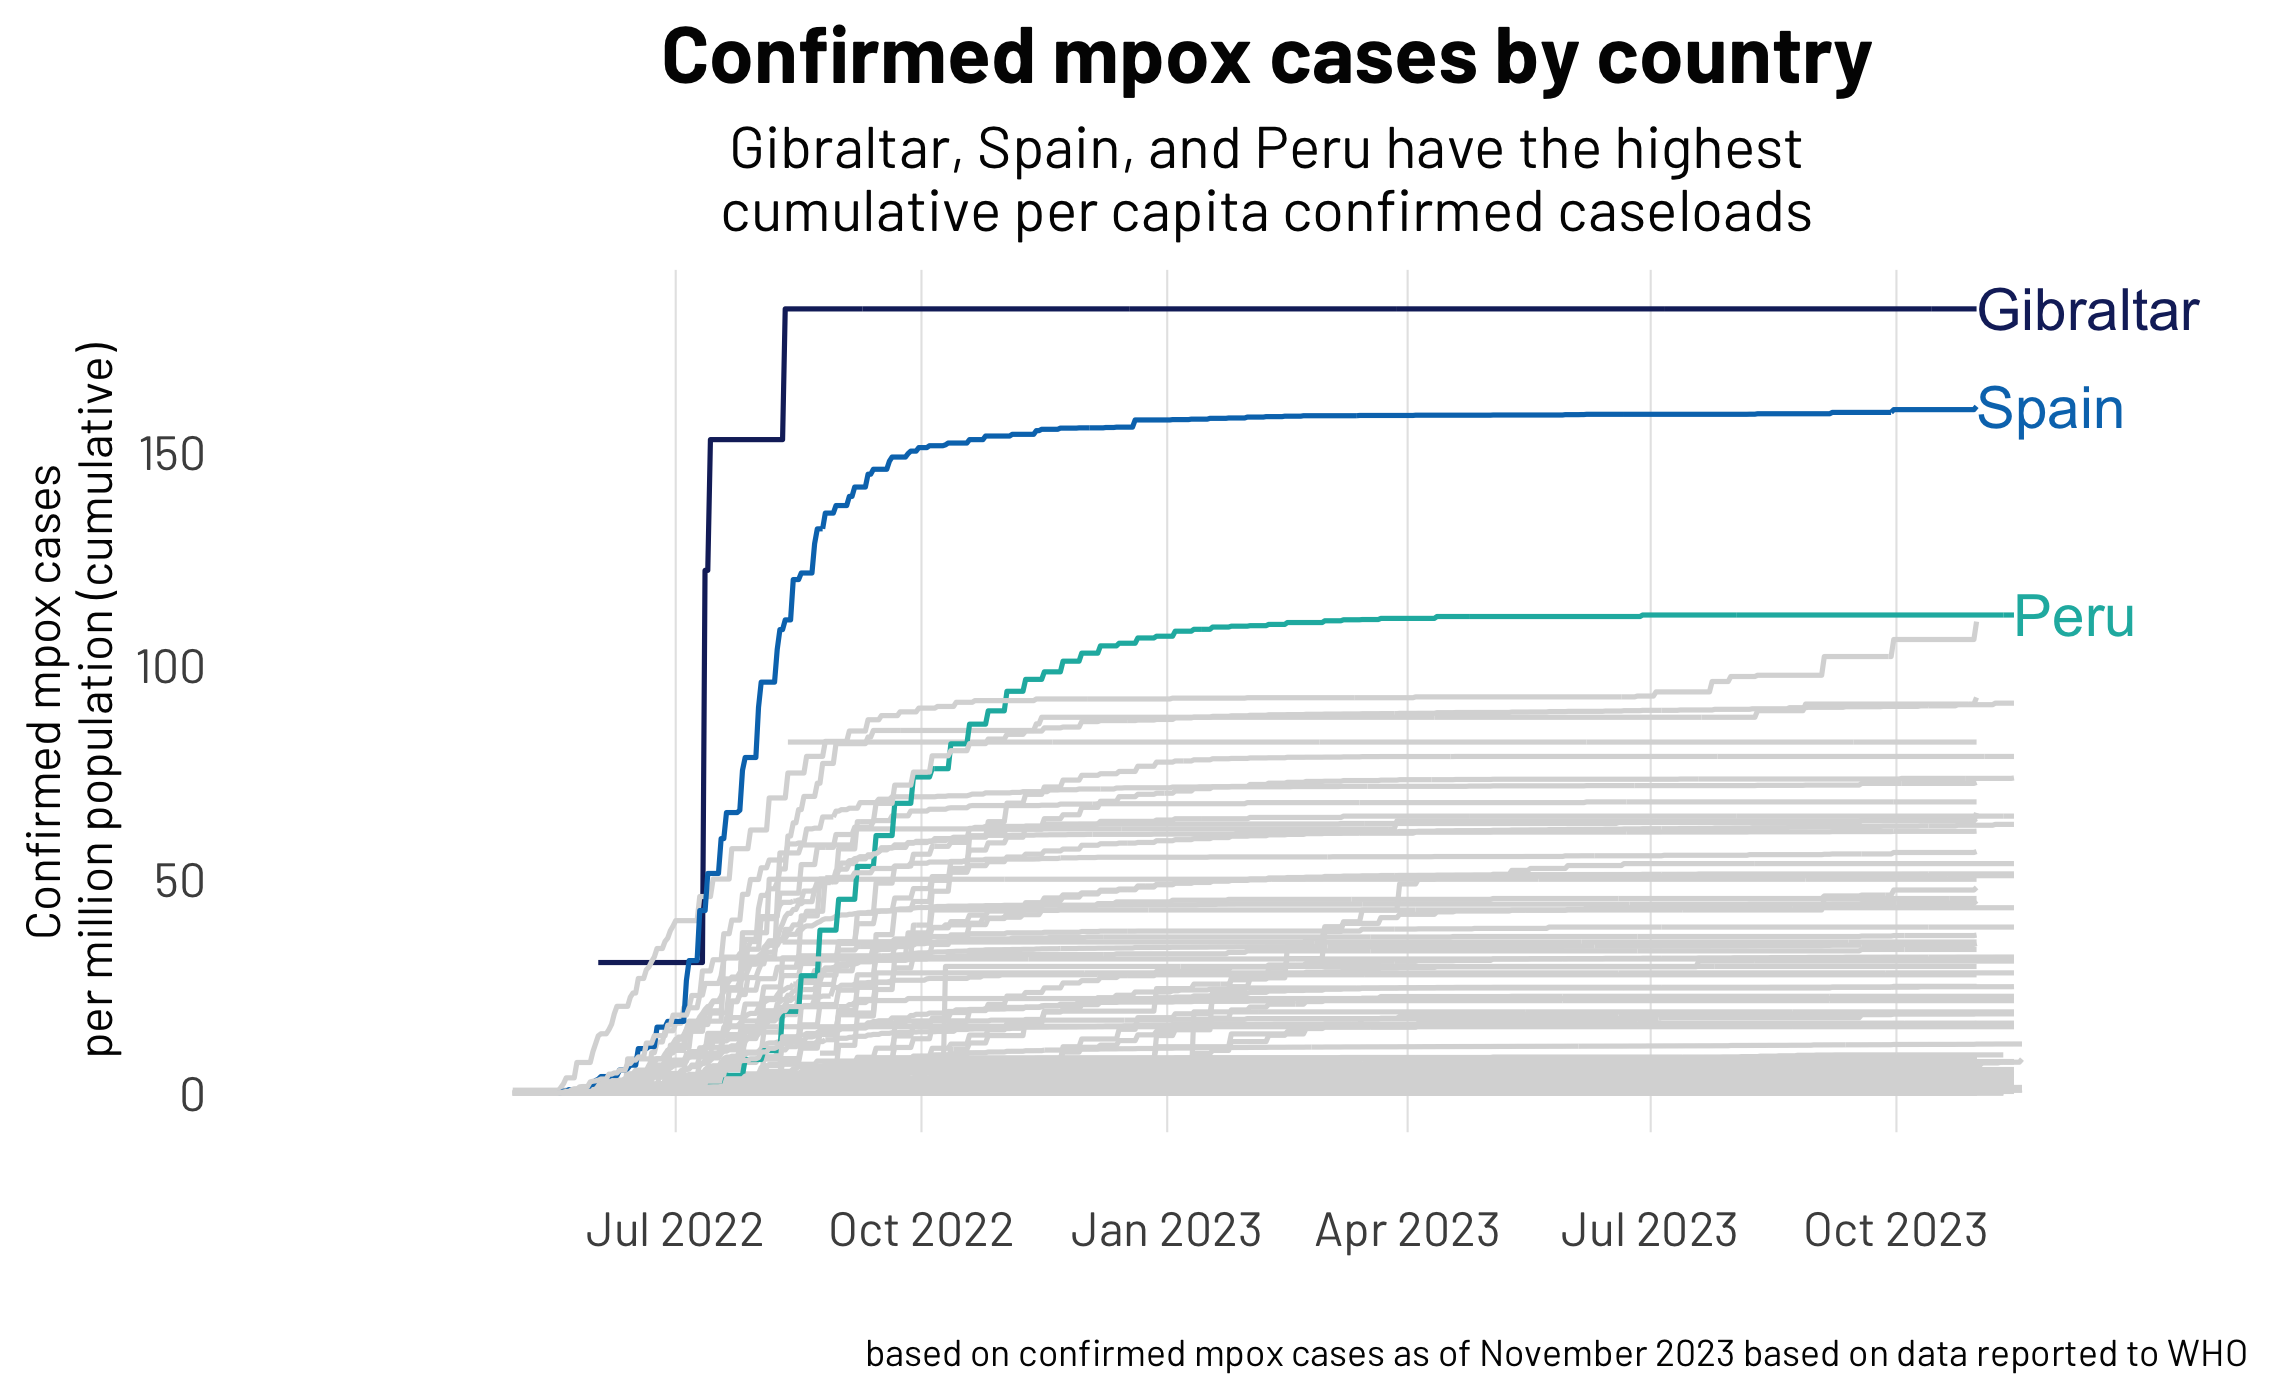 Confirmed mpox cases by country
Gibraltar, Spain, and Peru have the highest
cumulative per capita confirmed caseloads
Confirmed mpox cases
per million population (cumulative)
150
100
50
0
Gibraltar
Spain
Peru
Jul 2022
Oct 2022
Jan 2023
Apr 2023
Jul 2023
Oct 2023
based on confirmed mpox cases as of November 2023 based on data reported to WHO